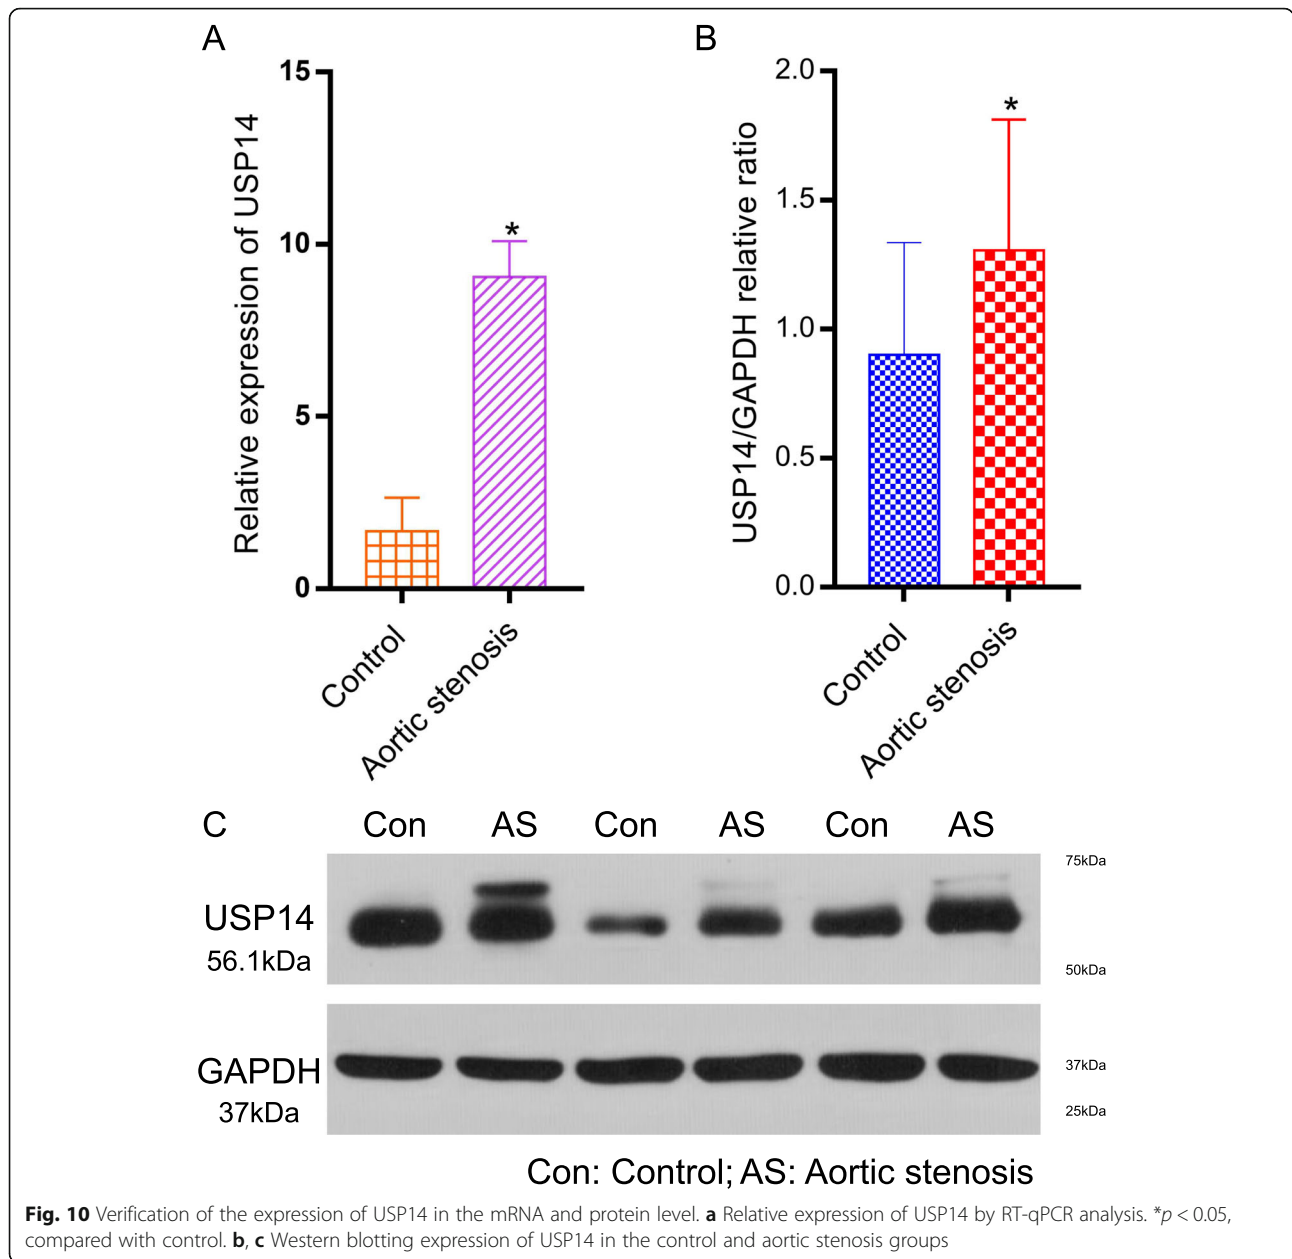 A
B
Relative expression of USP14
15
10
5
0
*
Control
Aortic stenosis
USP14/GAPDH relative ratio
2.0
1.5
1.0
0.5
0.0
*
Control
Aortic stenosis
C
Con AS Con AS Con AS
75kDa
USP14
56.1kDa
50kDa
GAPDH
37kDa
37kDa
25kDa
Con: Control; AS: Aortic stenosis
Fig. 10 Verification of the expression of USP14 in the mRNA and protein level. a Relative expression of USP14 by RT-qPCR analysis. *p < 0.05,
compared with control. b, c Western blotting expression of USP14 in the control and aortic stenosis groups